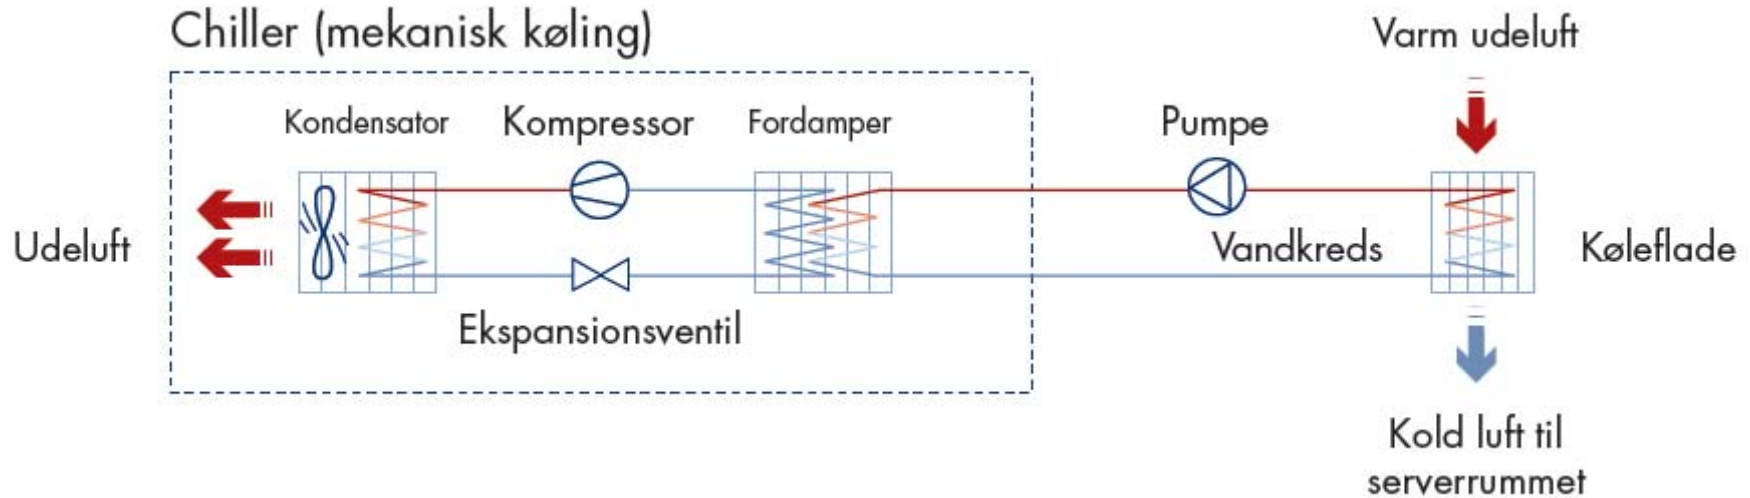 Chiller (mekanisk køling)
Varm udeluft
Kondensator
Kompressor
Fordamper
Pumpe
Udeluft
Vandkreds
Køleflade
Ekspansionsventil
Kold luft til
serverrummet